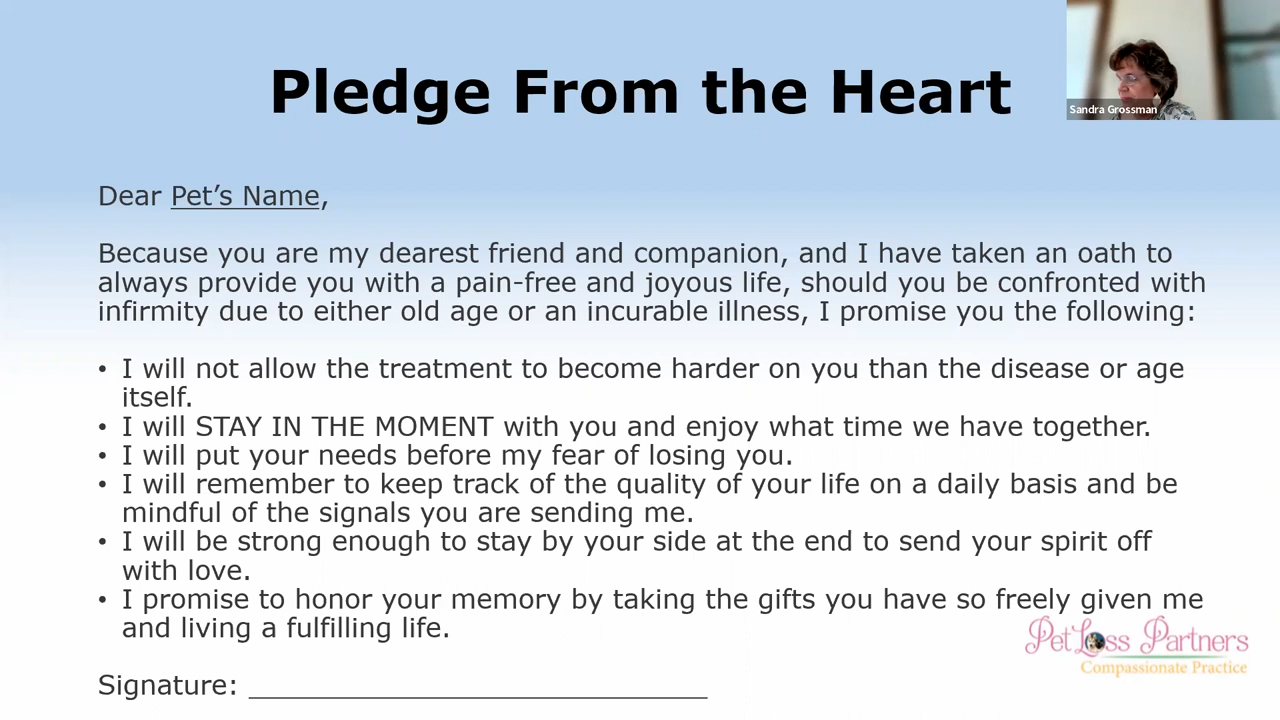 Pledge From the Heart
Sandra Grossman
Dear Pet’s Name,
Because you are my dearest friend and companion, and I have taken an oath to
always provide you with a pain-free and joyous life, should you be confronted with
infirmity due to either old age or an incurable illness, I promise you the following:
• I will not allow the treatment to become harder on you than the disease or age
itself.
• I will STAY IN THE MOMENT with you and enjoy what time we have together.
• I will put your needs before my fear of losing you.
• I will remember to keep track of the quality of your life on a daily basis and be
mindful of the signals you are sending me.
• I will be strong enough to stay by your side at the end to send your spirit off
with love.
• I promise to honor your memory by taking the gifts you have so freely given me
and living a fulfilling life.
Pet Loss Partners
Compassionate Practice
Signature: ______________________________